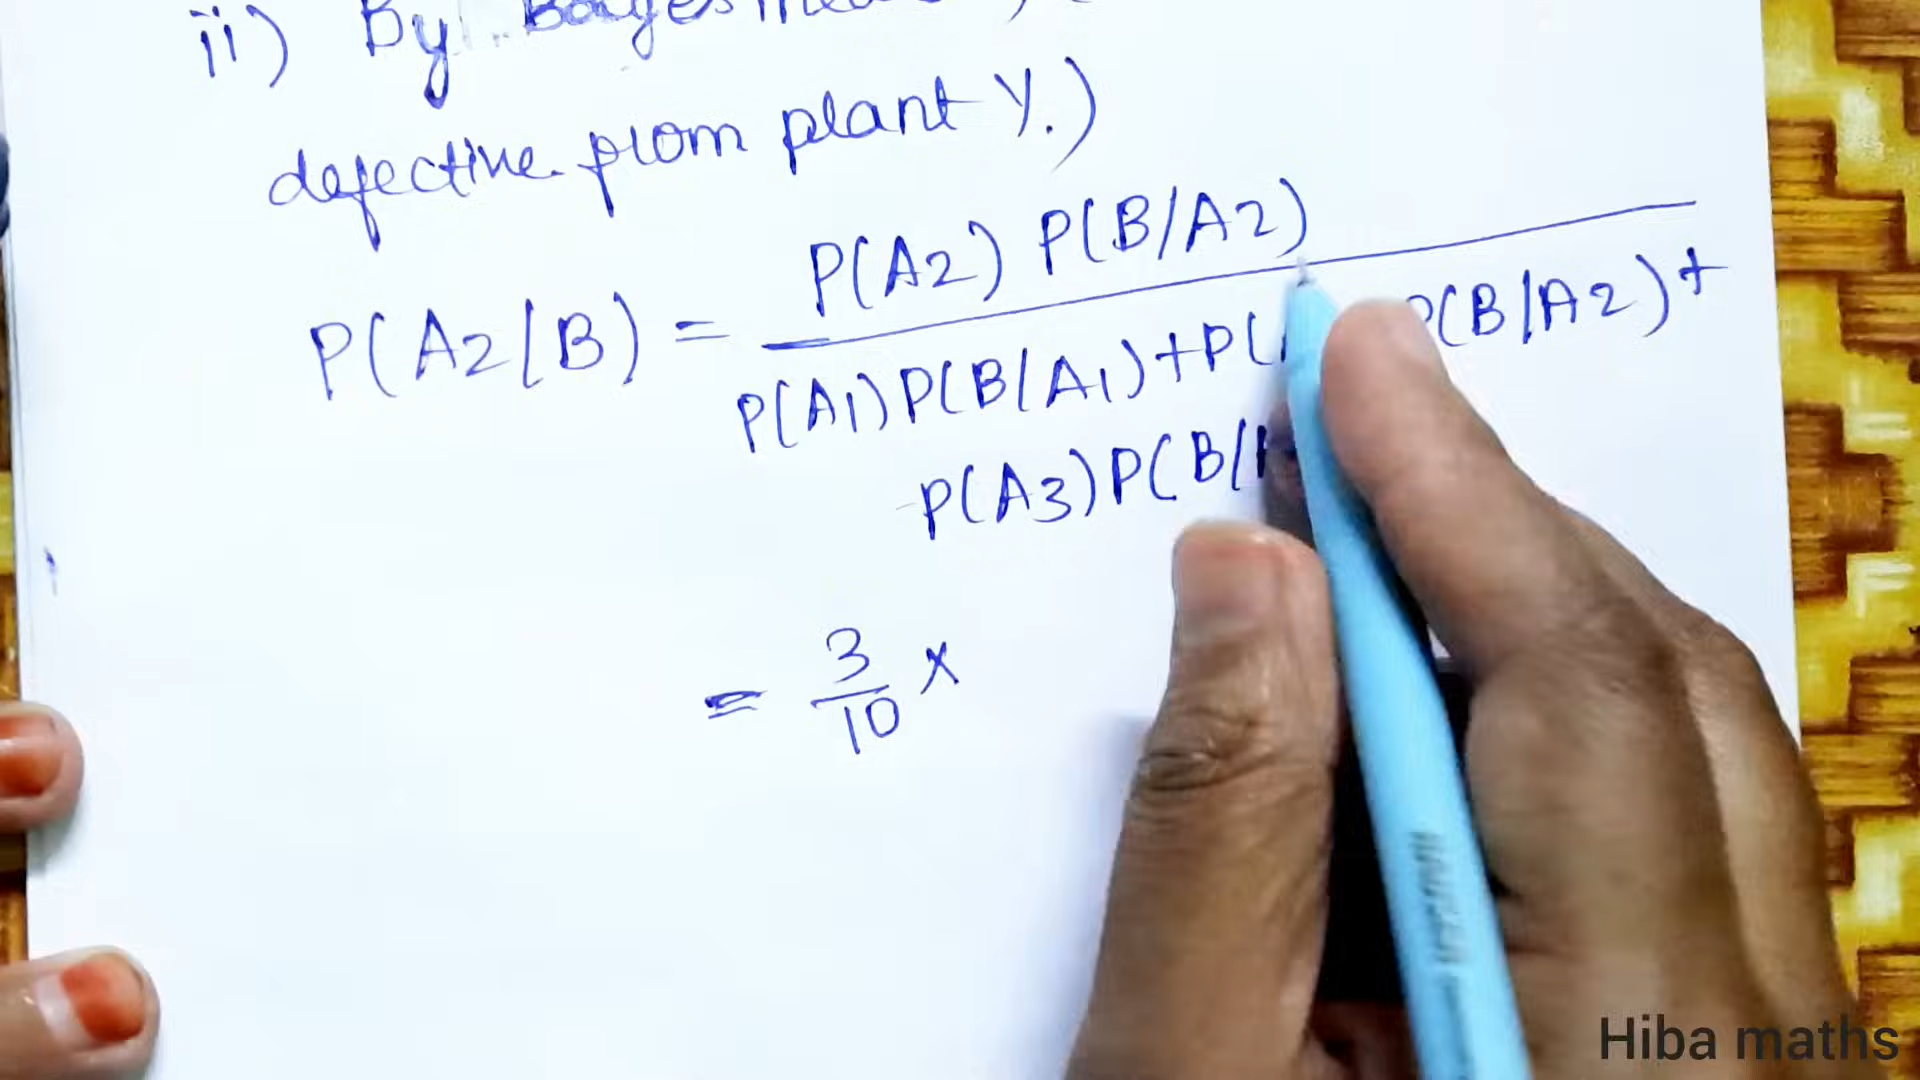 ii) By
defective from plant Y.)
P(A2) P(B/A2)
P(A2/B) =
P(A1)P(B/A1)+P( P(B/A2)+
P(A3)P(B/
= 3/10 x
Hiba maths